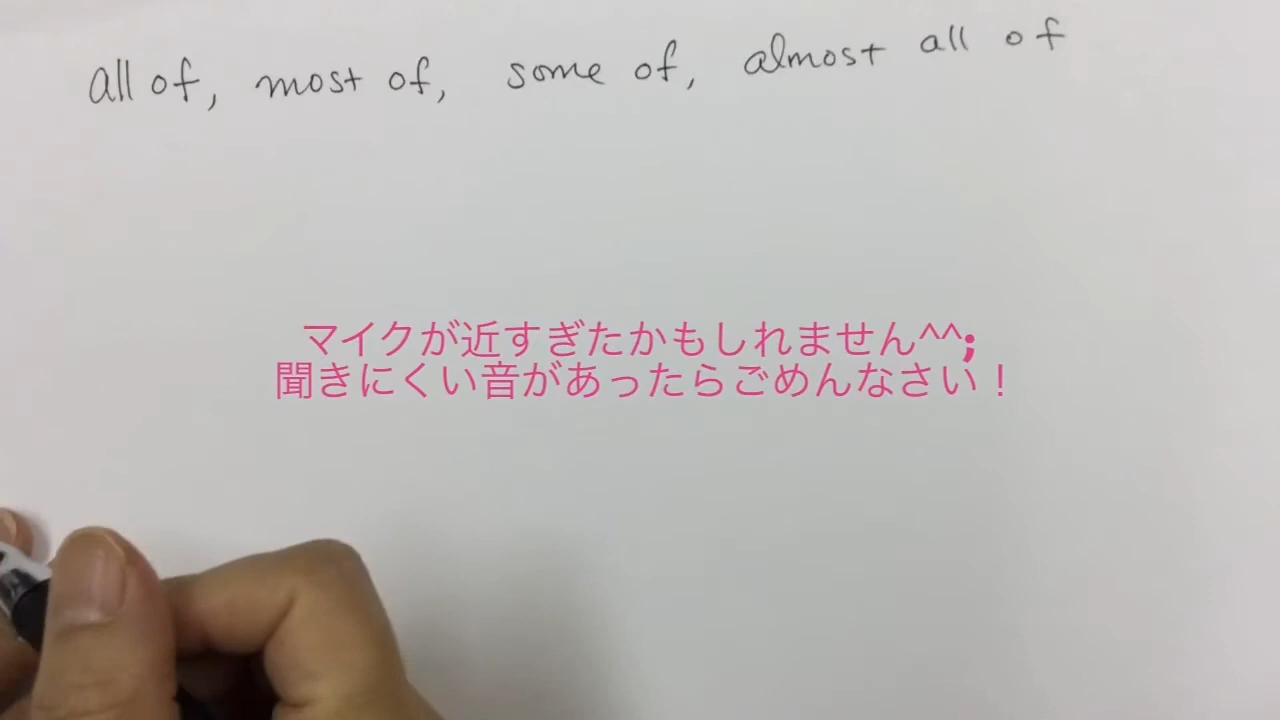 all of, most of, some of, almost all of
マイクが近すぎたかもしれません^^;
聞きにくい音があったらごめんなさい！